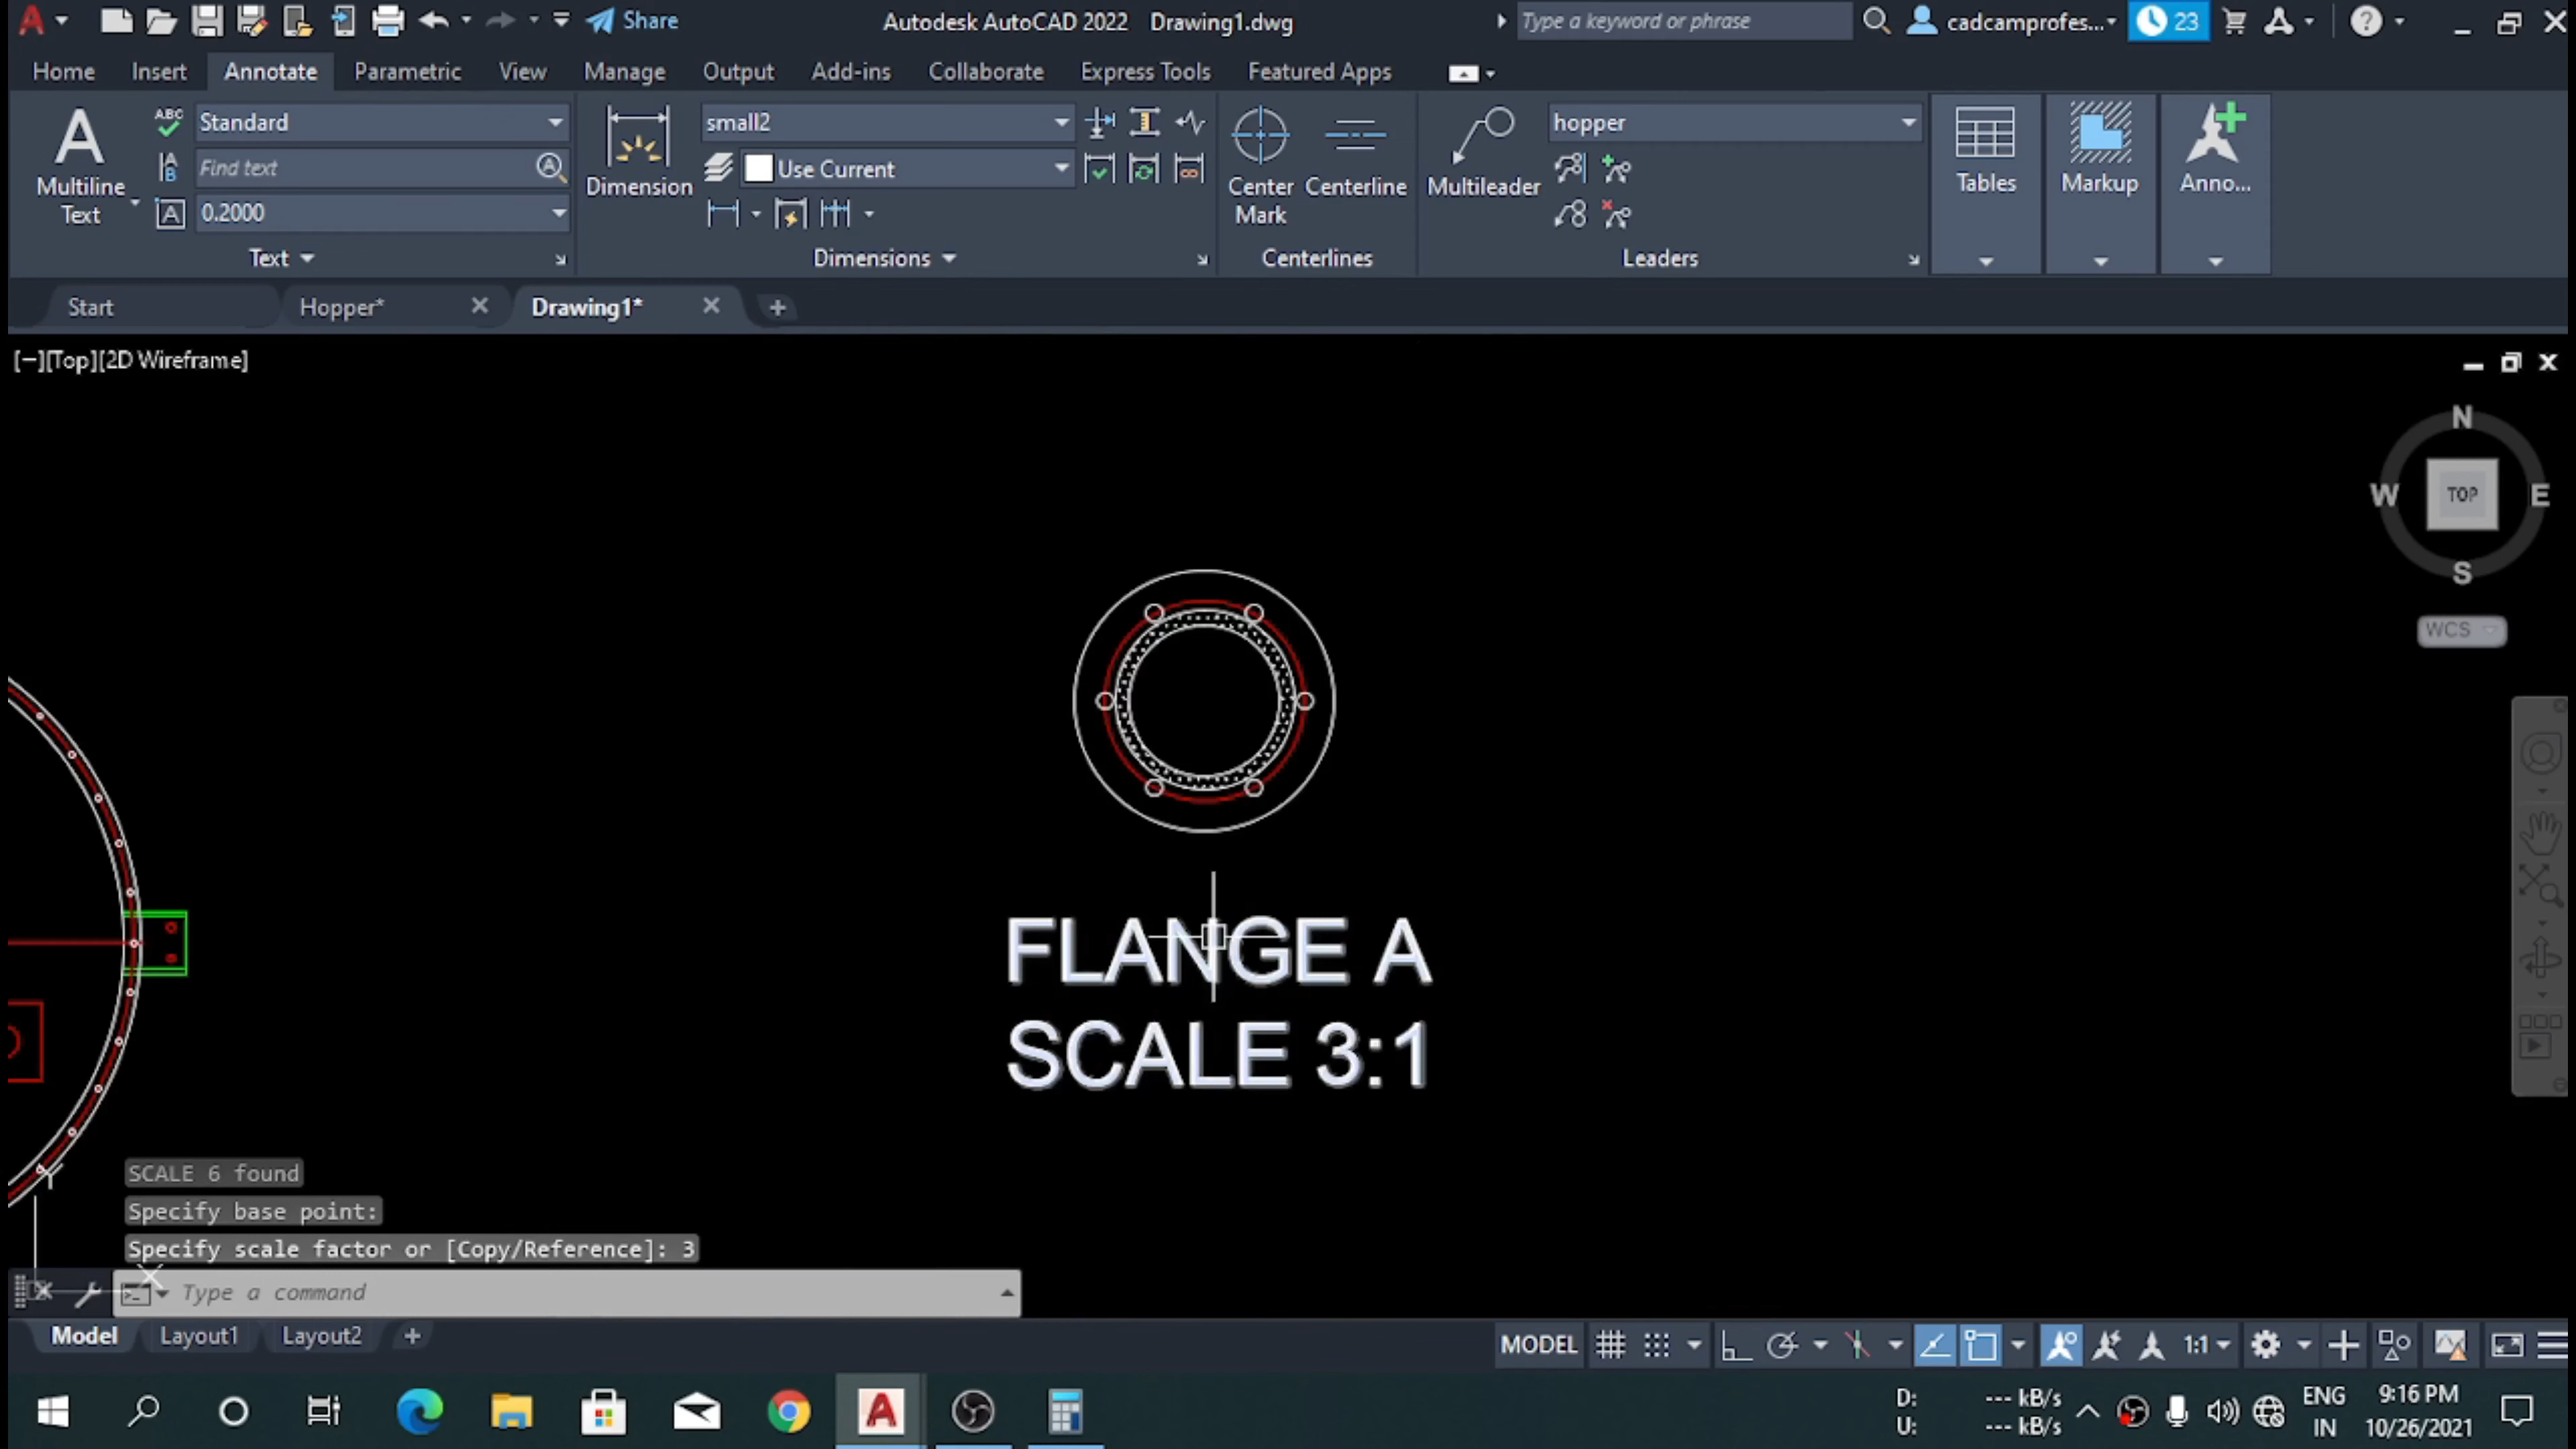 Share
Autodesk AutoCAD 2022 Drawing1.dwg
Type a keyword or phrase
cadcamprofes...
23
Home Insert Annotate Parametric View Manage Output Add-ins Collaborate Express Tools Featured Apps
Multiline Text
ABC
Standard
Find text
0.2000
Text
Dimension
small2
Use Current
Dimensions
Center Mark
Centerline
Centerlines
Multileader
hopper
Leaders
Tables
Markup
Anno...
Start Hopper* Drawing1*
[−][Top][2D Wireframe]
N
W TOP E
S
WCS
FLANGE A
SCALE 3:1
Y
X
SCALE 6 found
Specify base point:
Specify scale factor or [Copy/Reference]: 3
Type a command
Model Layout1 Layout2
MODEL
1:1
D: --- kB/s
U: --- kB/s
ENG
IN
9:16 PM
10/26/2021